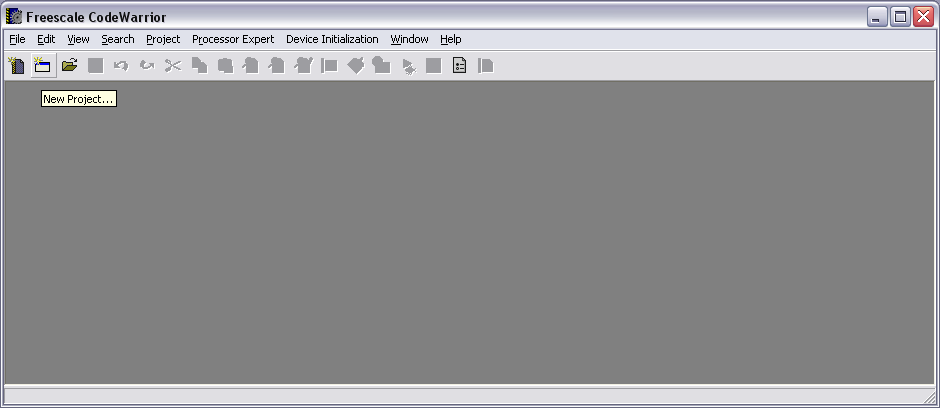 Freescale CodeWarrior
File Edit View Search Project Processor Expert Device Initialization Window Help
New Project...